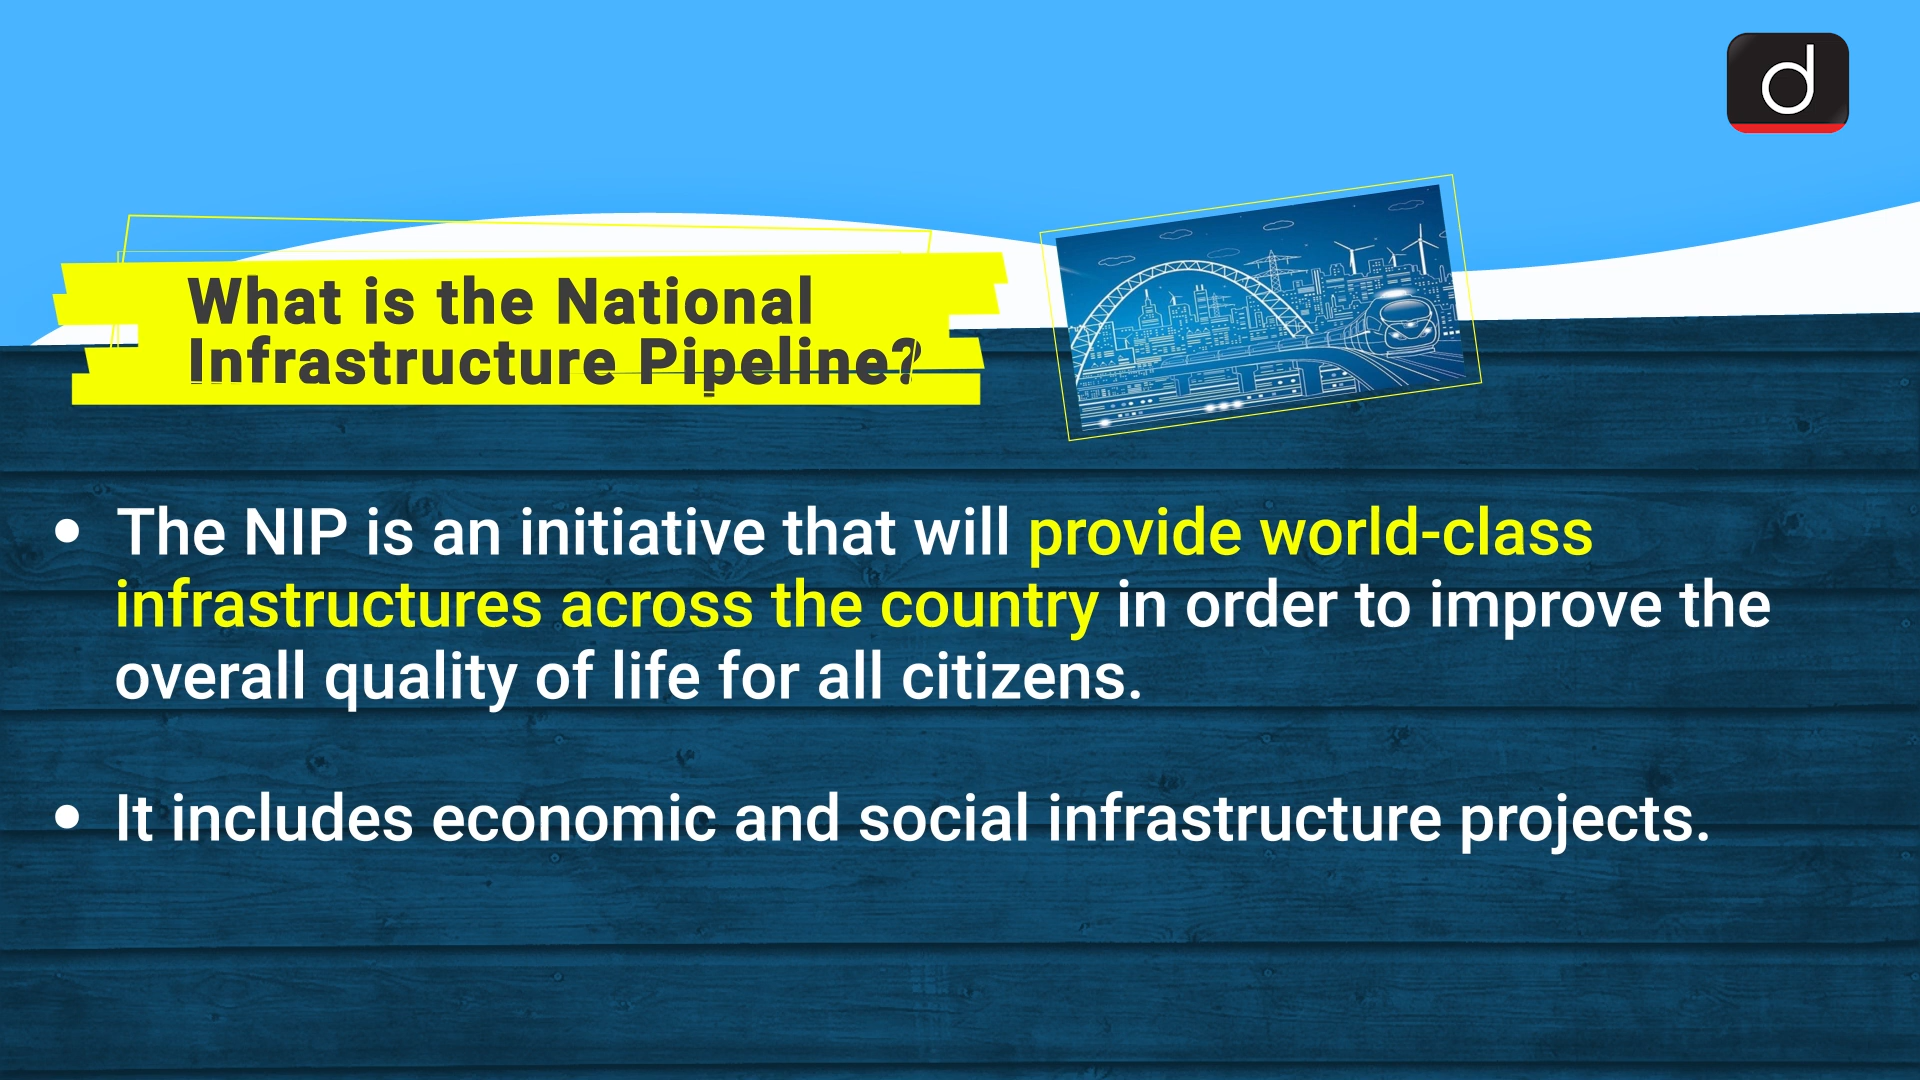 d
What is the National
Infrastructure Pipeline?
• The NIP is an initiative that will provide world-class
infrastructures across the country in order to improve the
overall quality of life for all citizens.
• It includes economic and social infrastructure projects.